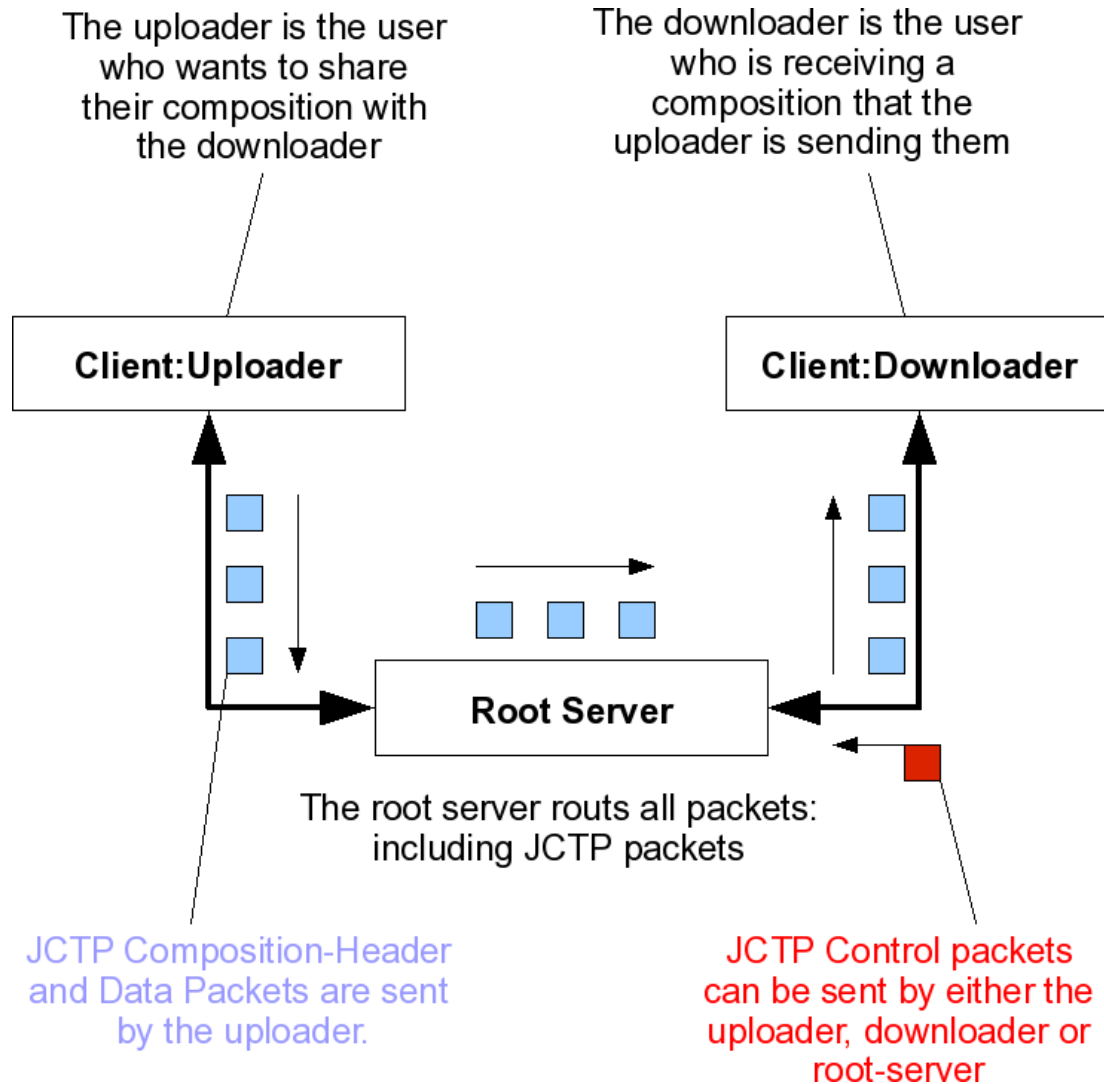 The uploader is the user
who wants to share
their composition with
the downloader
The downloader is the user
who is receiving a
composition that the
uploader is sending them
Client:Uploader
Client:Downloader
Root Server
The root server routs all packets:
including JCTP packets
JCTP Composition-Header
and Data Packets are sent
by the uploader.
JCTP Control packets
can be sent by either the
uploader, downloader or
root-server